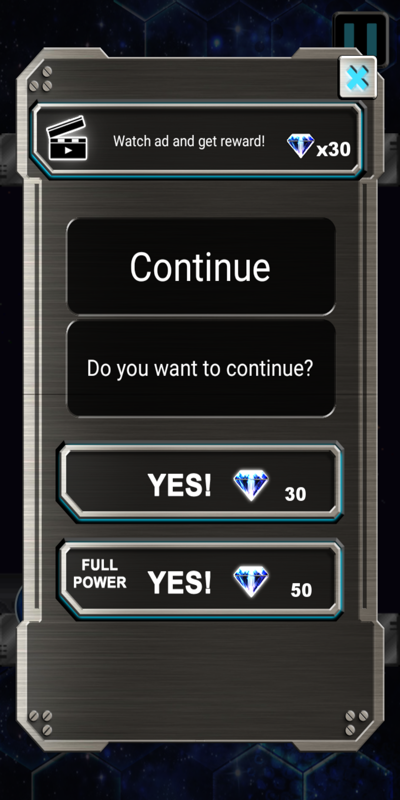 Watch ad and get reward!
x30
Continue
Do you want to continue?
YES!
30
FULL
POWER
YES!
50